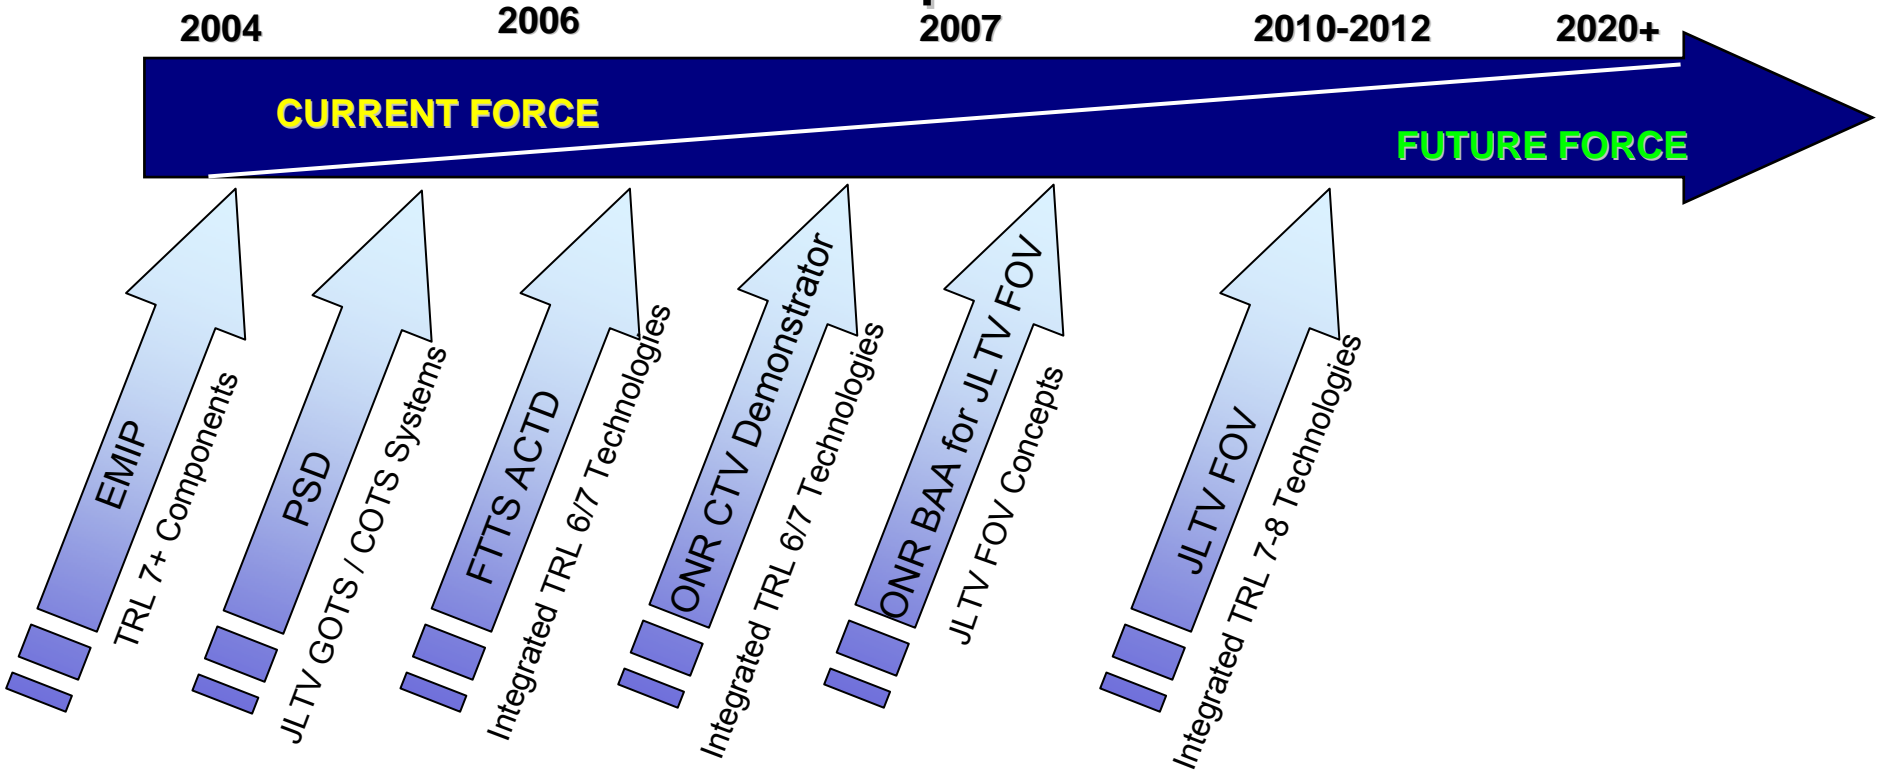 2004 2006 2007 2010-2012 2020+
CURRENT FORCE
FUTURE FORCE
EMIP
TRL 7+ Components
PSD
JLTV GOTS / COTS Systems
FTTS ACTD
Integrated TRL 6/7 Technologies
ONR CTV Demonstrator
Integrated TRL 6/7 Technologies
ONR BAA for JLTV FOV
JLTV FOV Concepts
JLTV FOV
Integrated TRL 7-8 Technologies